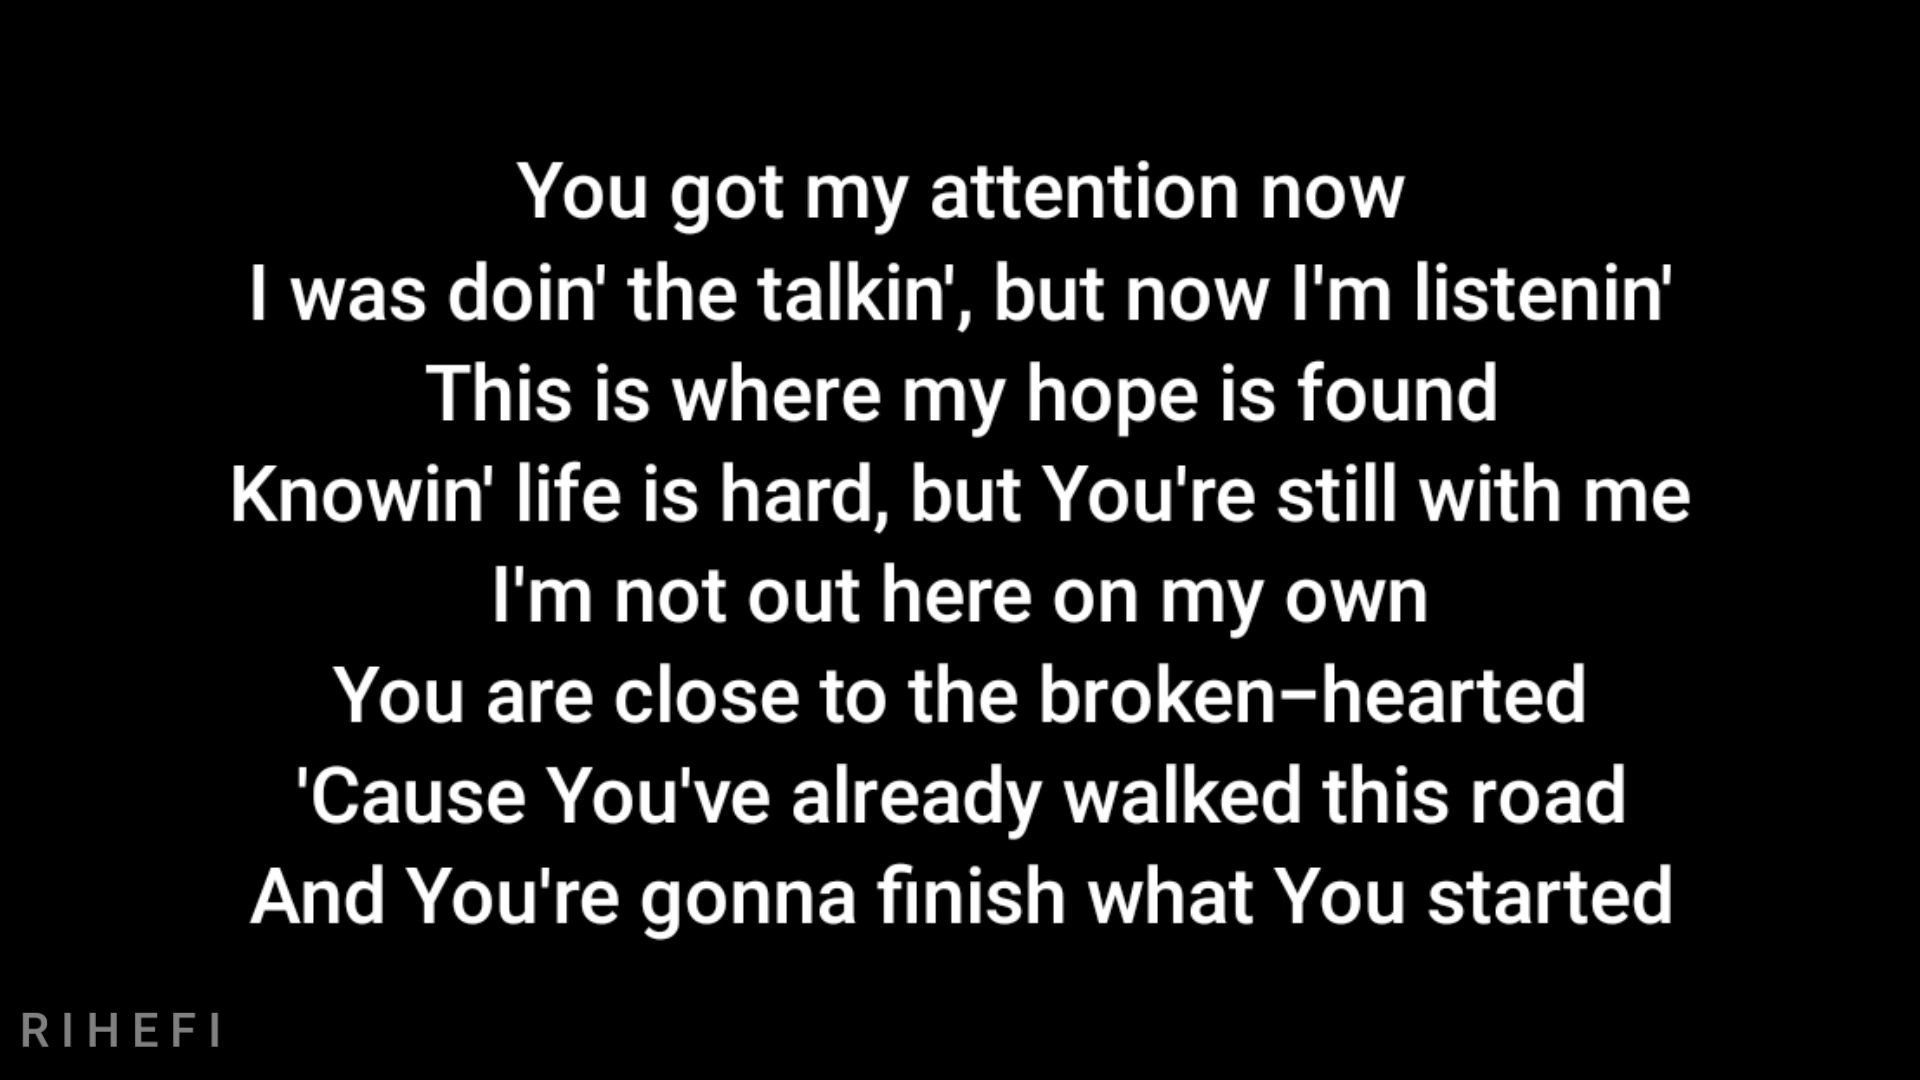 You got my attention now
I was doin' the talkin', but now I'm listenin'
This is where my hope is found
Knowin' life is hard, but You're still with me
I'm not out here on my own
You are close to the broken-hearted
'Cause You've already walked this road
And You're gonna finish what You started
RIHEFI